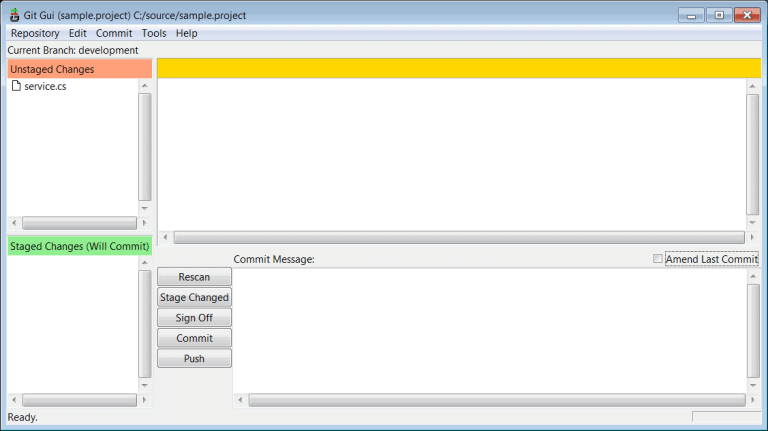 Git Gui (sample.project) C:/source/sample.project
Repository Edit Commit Tools Help
Current Branch: development
Unstaged Changes
service.cs
Staged Changes (Will Commit)
Commit Message:
Amend Last Commit
Rescan
Stage Changed
Sign Off
Commit
Push
Ready.